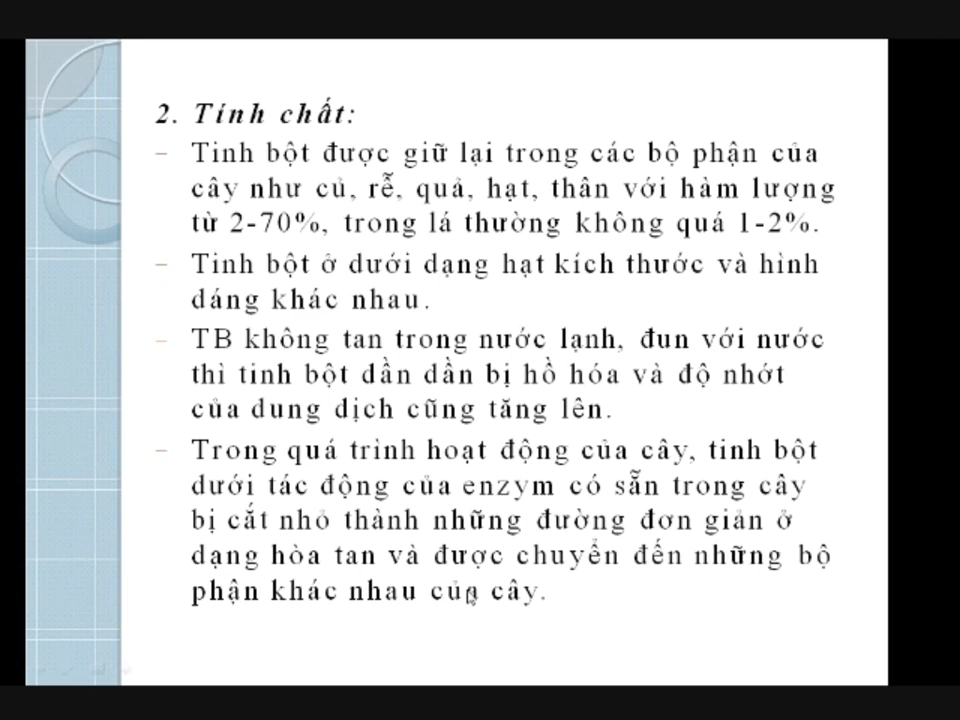 2. Tính chất:
– Tinh bột được giữ lại trong các bộ phận của
cây như củ, rễ, quả, hạt, thân với hàm lượng
từ 2-70%, trong lá thường không quá 1-2%.
– Tinh bột ở dưới dạng hạt kích thước và hình
dáng khác nhau.
– TB không tan trong nước lạnh, đun với nước
thì tinh bột dần dần bị hồ hóa và độ nhớt
của dung dịch cũng tăng lên.
– Trong quá trình hoạt động của cây, tinh bột
dưới tác động của enzym có sẵn trong cây
bị cắt nhỏ thành những đường đơn giản ở
dạng hòa tan và được chuyển đến những bộ
phận khác nhau của cây.